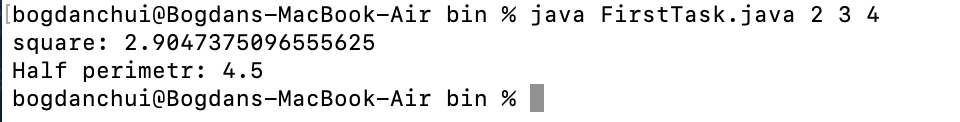 [bogdanchui@Bogdans-MacBook-Air bin % java FirstTask.java 2 3 4
square: 2.9047375096555625
Half perimetr: 4.5
bogdanchui@Bogdans-MacBook-Air bin %